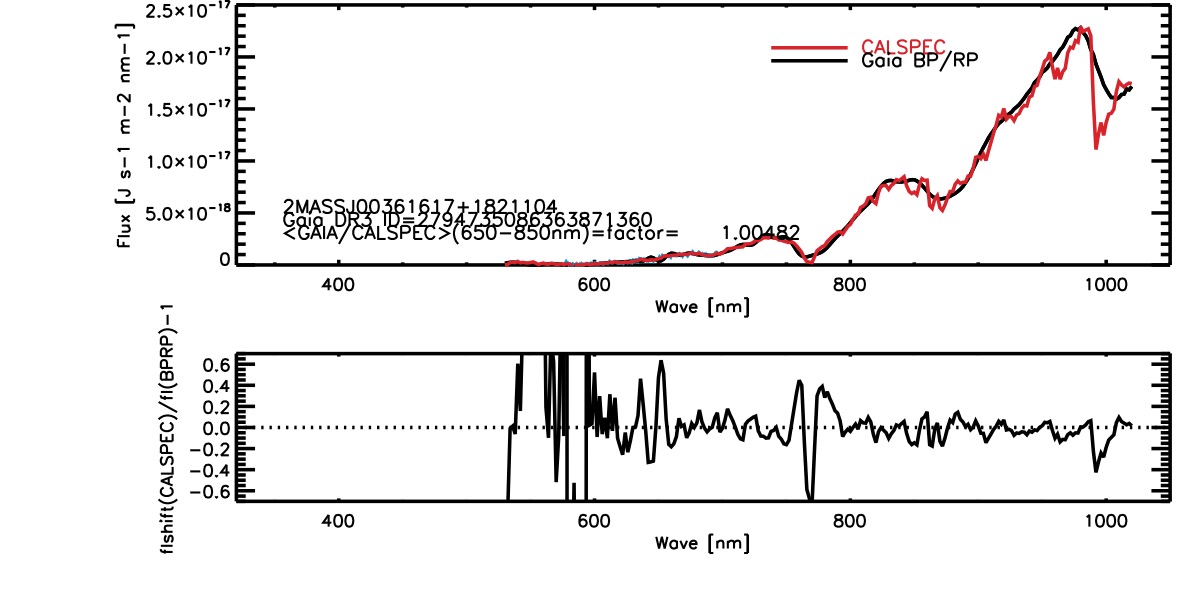 2.5×10−17
2.0×10−17
1.5×10−17
1.0×10−17
5.0×10−18
0
Flux [J s−1 m−2 nm−1]
CALSPEC
Gaia BP/RP
2MASSJ00361617+1821104
Gaia DR3 ID=2794735086363871360
<GAIA/CALSPEC>(650−850nm)=factor= 1.00482
400 600 800 1000
Wave [nm]
flshift(CALSPEC)/fl(BPRP)−1
0.6
0.4
0.2
0.0
−0.2
−0.4
−0.6
400 600 800 1000
Wave [nm]